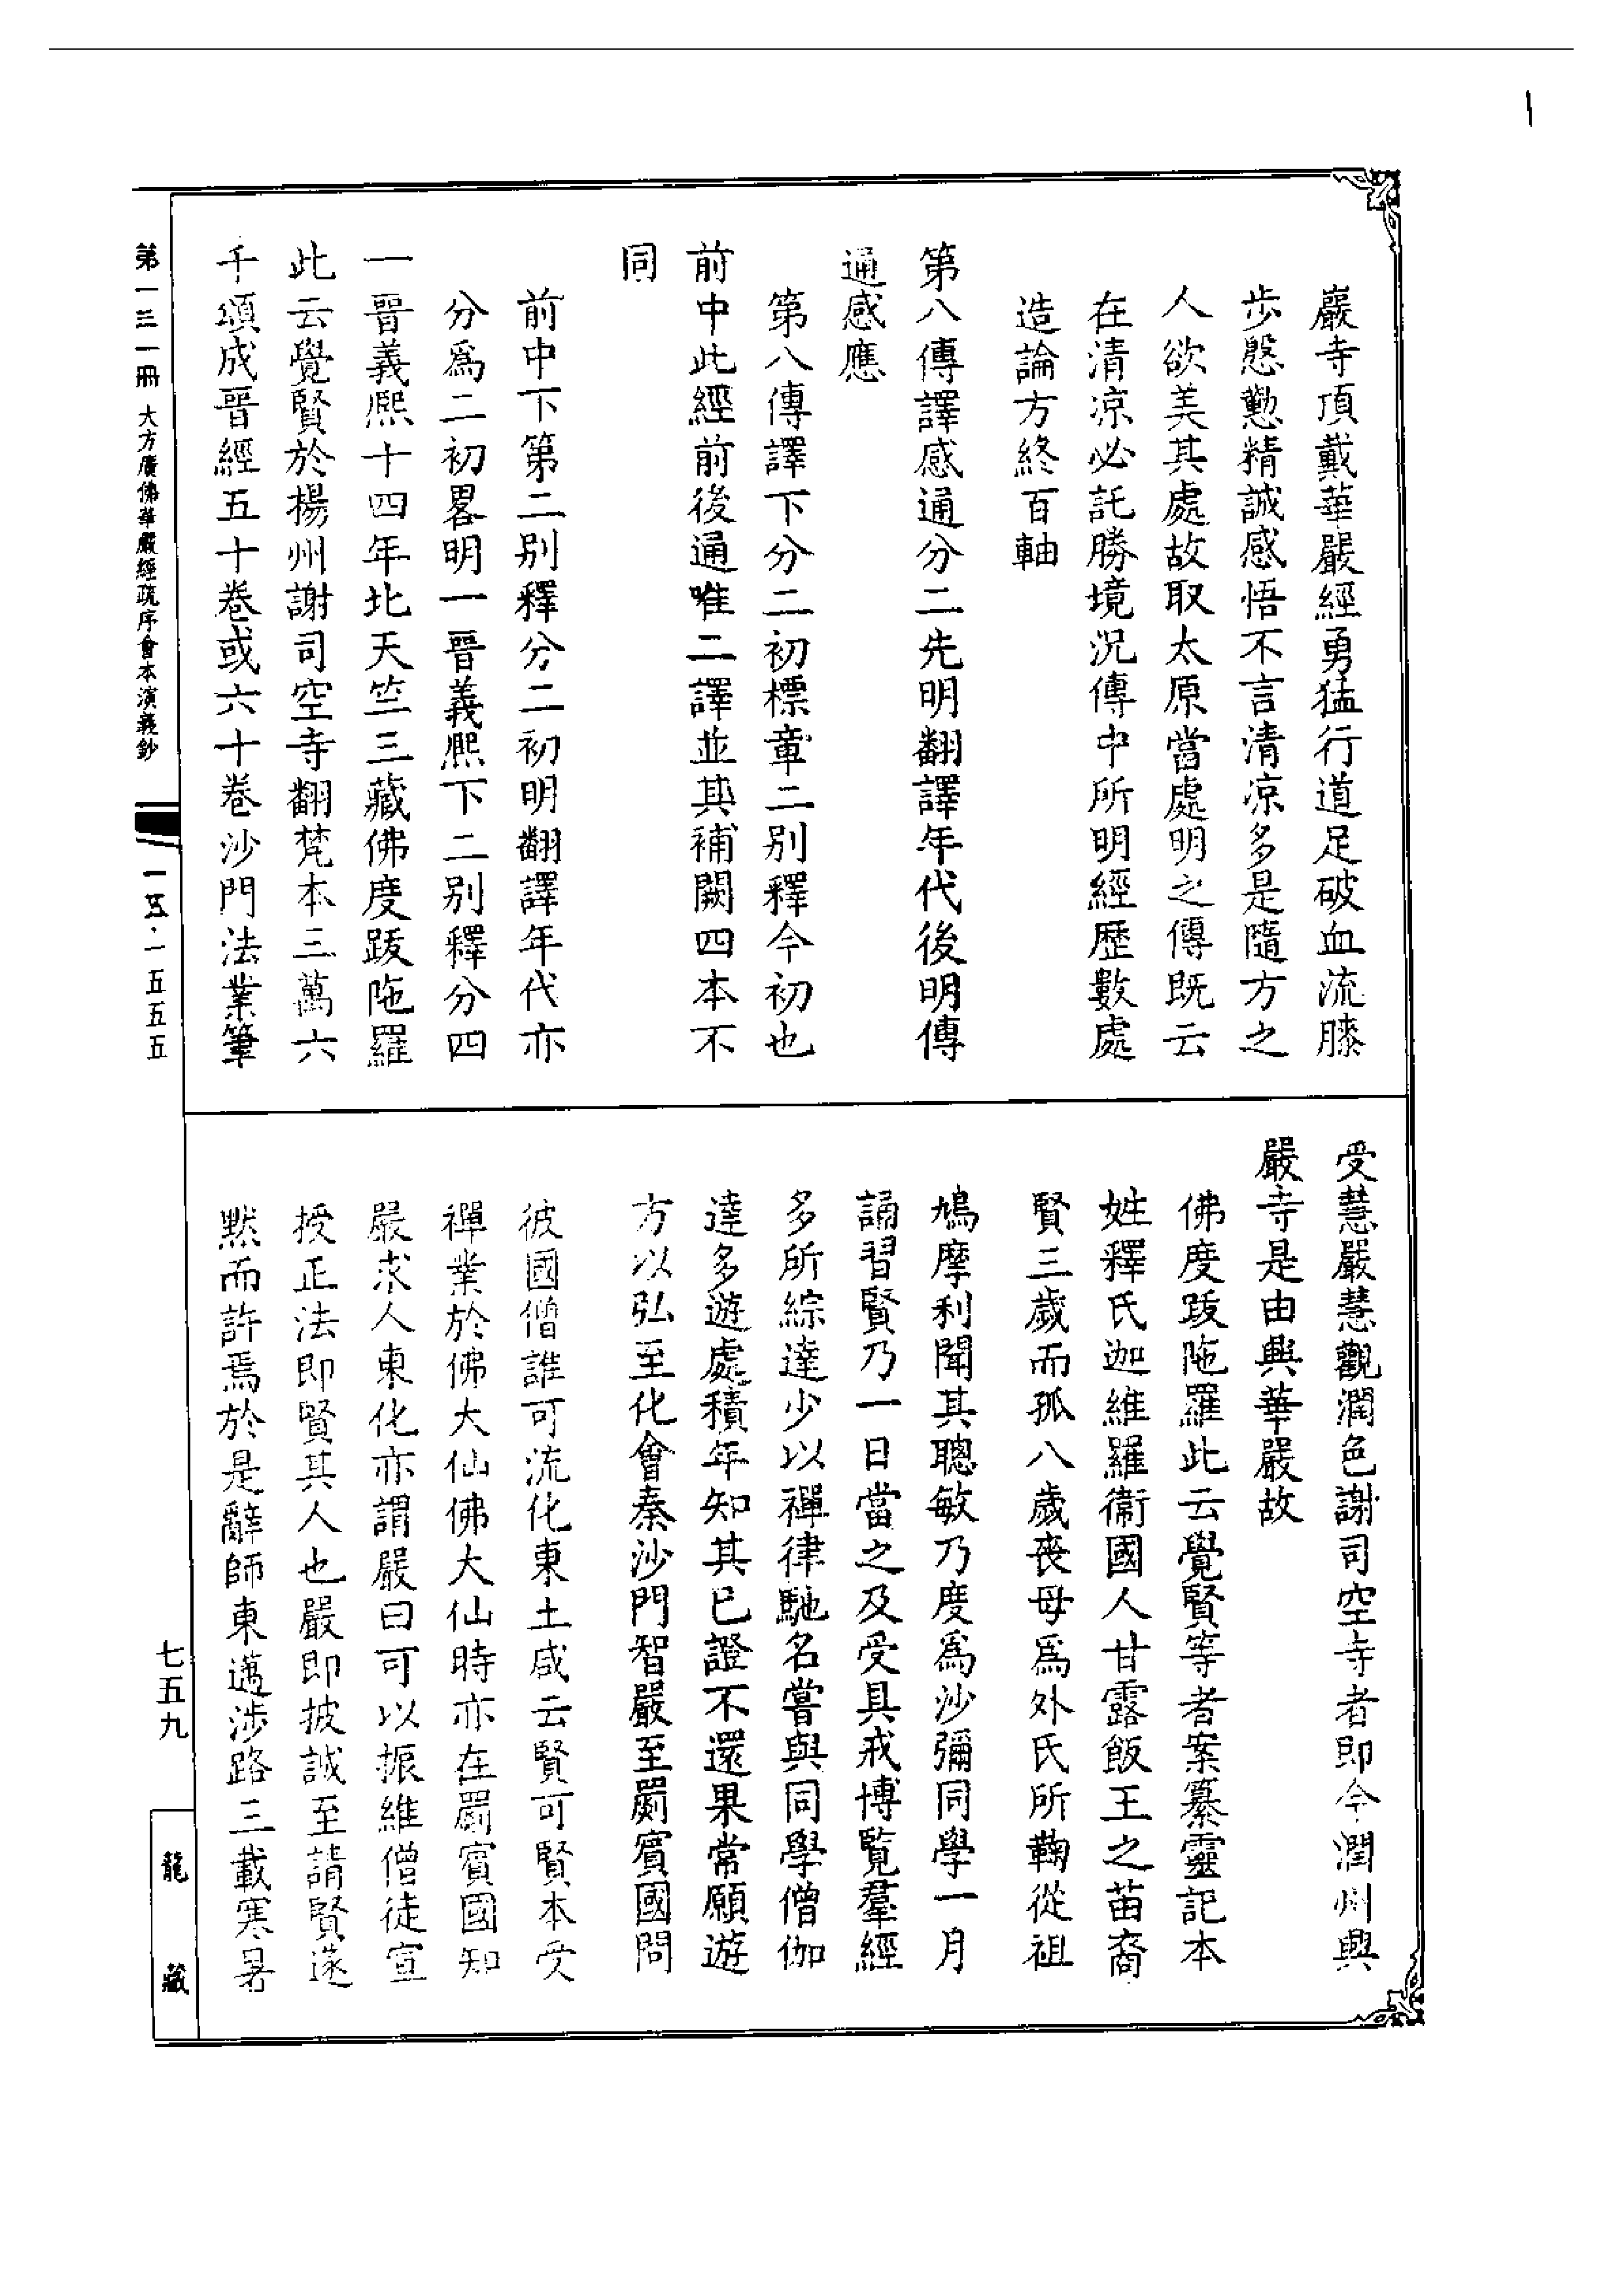 巖寺頂戴華嚴經勇猛行道足破血流膝
步慇懃精誠感悟不言清涼多是隨方之
人欲美其處故取太原當處明之傳既云
在清涼必託勝境況傳中所明經歷數處
造論方終百軸
第八傳譯感通分二先明翻譯年代後明傳
通感應
第八傳譯下分二初標章二別釋今初也
前中此經前後通唯二譯並其補闕四本不
同
前中下第二別釋分二初明翻譯年代亦
分爲二初畧明一晉義熙下二別釋分四
一晉義熙十四年北天竺三藏佛度跋陁羅
此云覺賢於揚州謝司空寺翻梵本三萬六
千頌成晉經五十卷或六十卷沙門法業筆
受慧嚴慧觀潤色謝司空寺者即今潤州興
嚴寺是由興華嚴故
佛度跋陁羅此云覺賢等者案纂靈記本
姓釋氏迦維羅衞國人甘露飯王之苗裔
賢三歲而孤八歲喪母爲外氏所鞠從祖
鳩摩利聞其聰敏乃度爲沙彌同學一月
誦習賢乃一日當之及受具戒博覽羣經
多所綜達少以禪律馳名嘗與同學僧伽
達多遊處積年知其已證不還果常願遊
方以弘至化會秦沙門智嚴至罽賓國問
彼國僧誰可流化東土咸云賢可賢本受
禪業於佛大仙佛大仙時亦在罽賓國知
嚴求人東化亦謂嚴曰可以振維僧徒宣
授正法即賢其人也嚴即披誠至請賢遂
默而許焉於是辭師東邁涉路三載寒暑
第一三一冊 大方廣佛華嚴經疏序會本演義鈔
一五·一五五五
七五九
龍藏
1